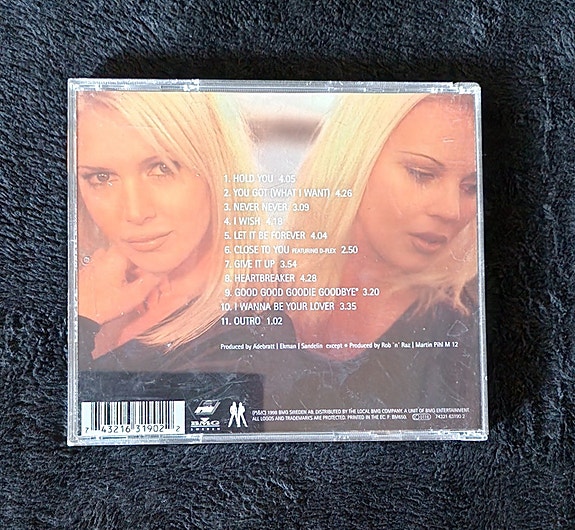 1. HOLD YOU 4.05
2. YOU GOT (WHAT I WANT) 4.26
3. NEVER NEVER 3.09
4. I WISH 4.18
5. LET IT BE FOREVER 4.04
6. CLOSE TO YOU FEATURING D-FLEX 2.50
7. GIVE IT UP 3.54
8. HEARTBREAKER 4.28
9. GOOD GOOD GOODIE GOODBYE* 3.20
10. I WANNA BE YOUR LOVER 3.35
11. OUTRO 1.02
Produced by Adebratt | Ekman | Sandelin except * Produced by Rob 'n' Raz | Martin Pihl M 12
(P)&(C) 1998 BMG SWEDEN AB, DISTRIBUTED BY THE LOCAL BMG COMPANY, A UNIT OF BMG ENTERTAINMENT
ALL LOGOS AND TRADEMARKS ARE PROTECTED. PRINTED IN THE EC. F: BM650. 74321 63190 2
BMG
SWEDEN
7 43216 31902 2